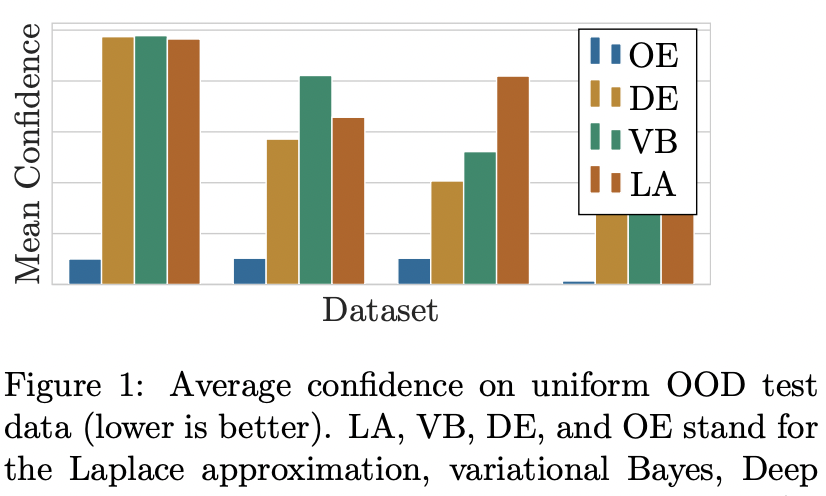 Mean Confidence
OE
DE
VB
LA
Dataset
Figure 1: Average confidence on uniform OOD test
data (lower is better). LA, VB, DE, and OE stand for
the Laplace approximation, variational Bayes, Deep